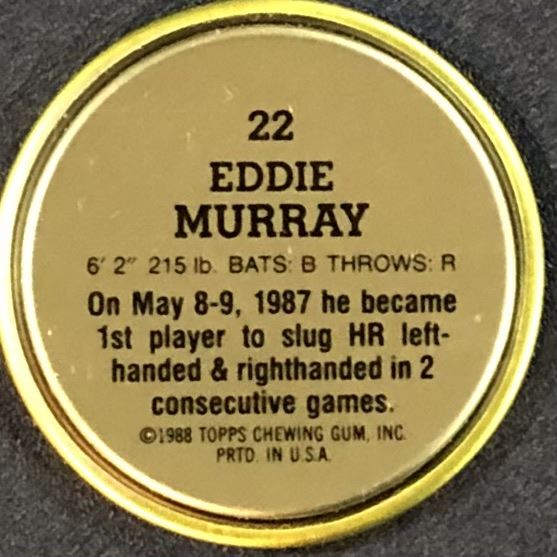 22
EDDIE
MURRAY
6' 2" 215 lb. BATS: B THROWS: R
On May 8-9, 1987 he became
1st player to slug HR left-
handed & righthanded in 2
consecutive games.
©1988 TOPPS CHEWING GUM, INC.
PRTD. IN U.S.A.